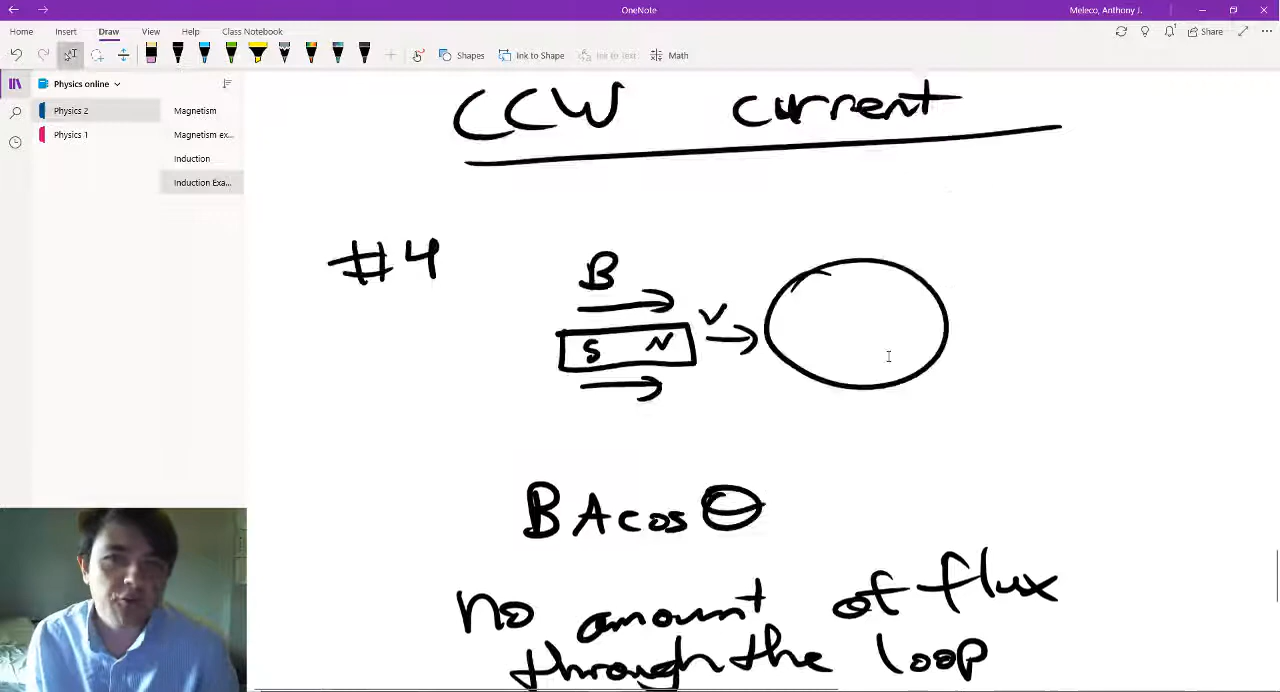 OneNote
Meleco, Anthony J.
Home Insert Draw View Help Class Notebook
Share
Shapes Ink to Shape Ink to Text Math
Physics online
Physics 2
Physics 1
Magnetism
Magnetism ex...
Induction
Induction Exa...
CCW current
#4
B
V
S N
BAcosθ
no amount of flux
through the loop